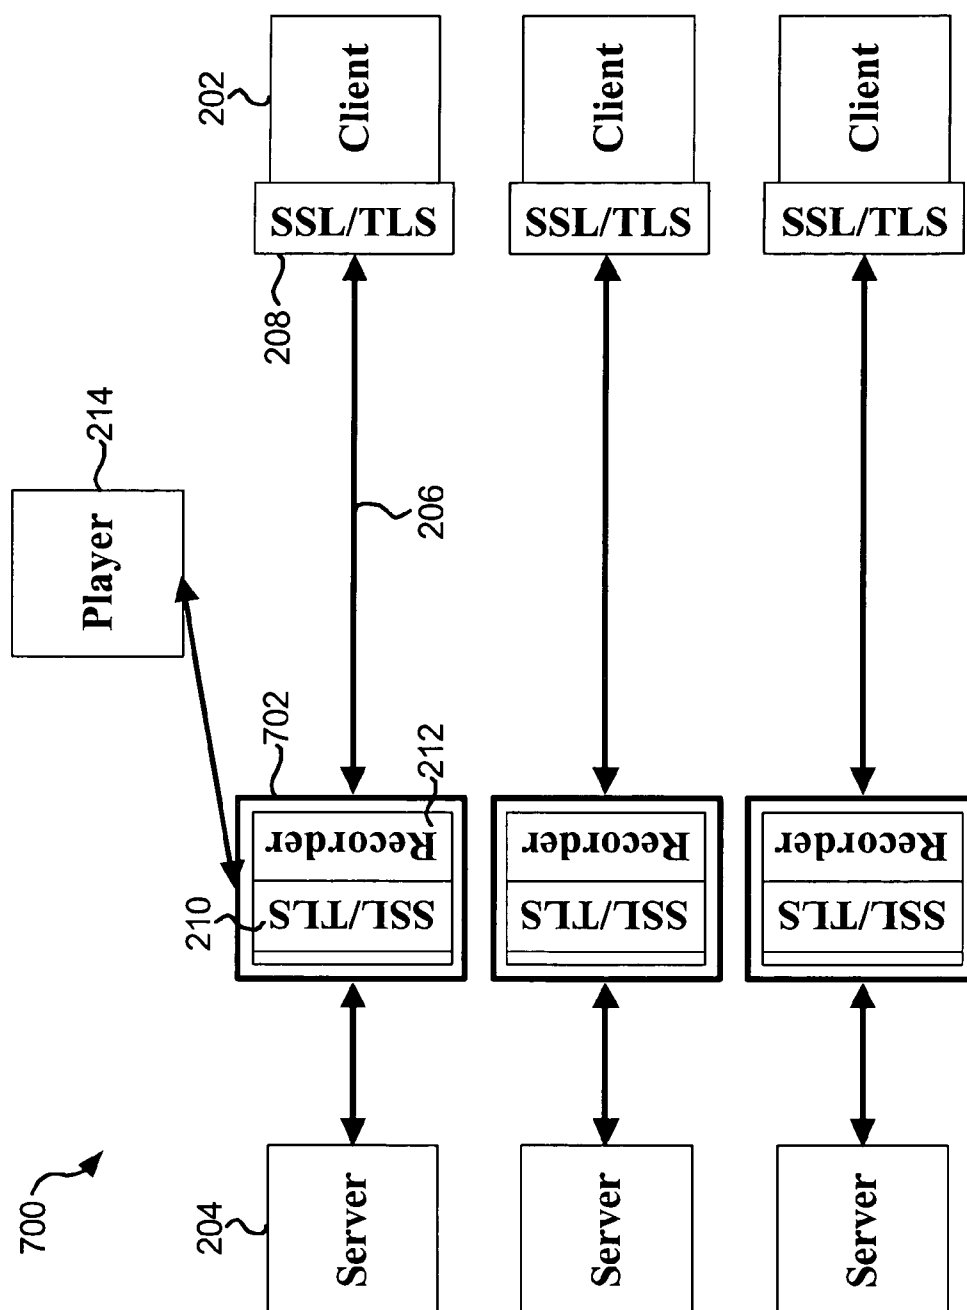 700
Player
214
204
210
702
208
202
Server
SSL/TLS
Recorder
SSL/TLS
Client
212
206
Server
SSL/TLS
Recorder
SSL/TLS
Client
Server
SSL/TLS
Recorder
SSL/TLS
Client